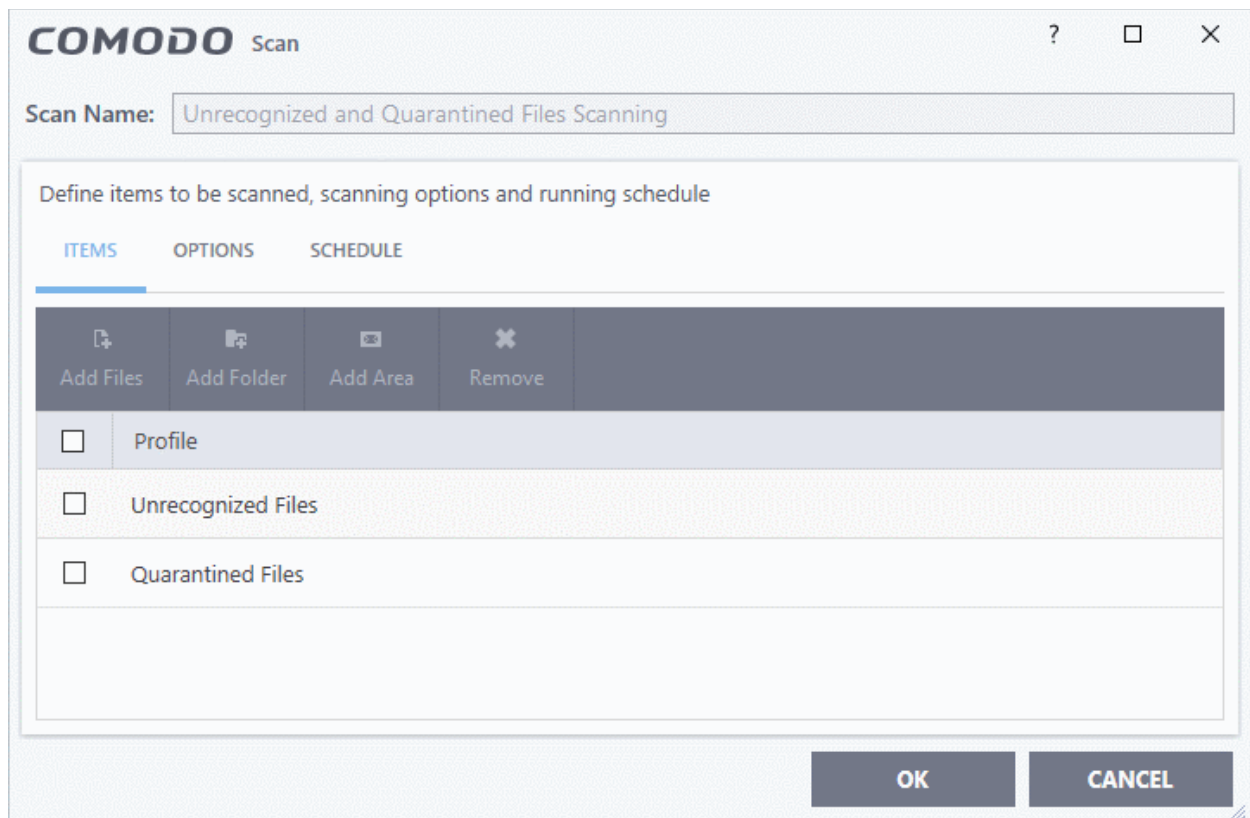 COMODO Scan ?
Scan Name: Unrecognized and Quarantined Files Scanning
Define items to be scanned, scanning options and running schedule
ITEMS OPTIONS SCHEDULE
Add Files Add Folder Add Area Remove
Profile
Unrecognized Files
Quarantined Files
OK CANCEL